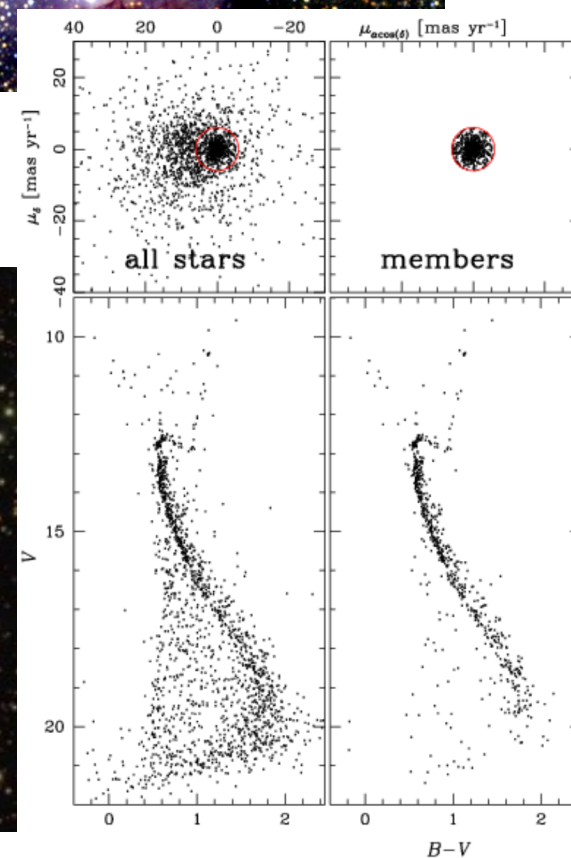 40 20 0 −20 μacos(δ) [mas yr−1]
20
0
−20
−40
μδ [mas yr−1]
all stars
members
10
15
20
V
0 1 2 0 1 2
B−V